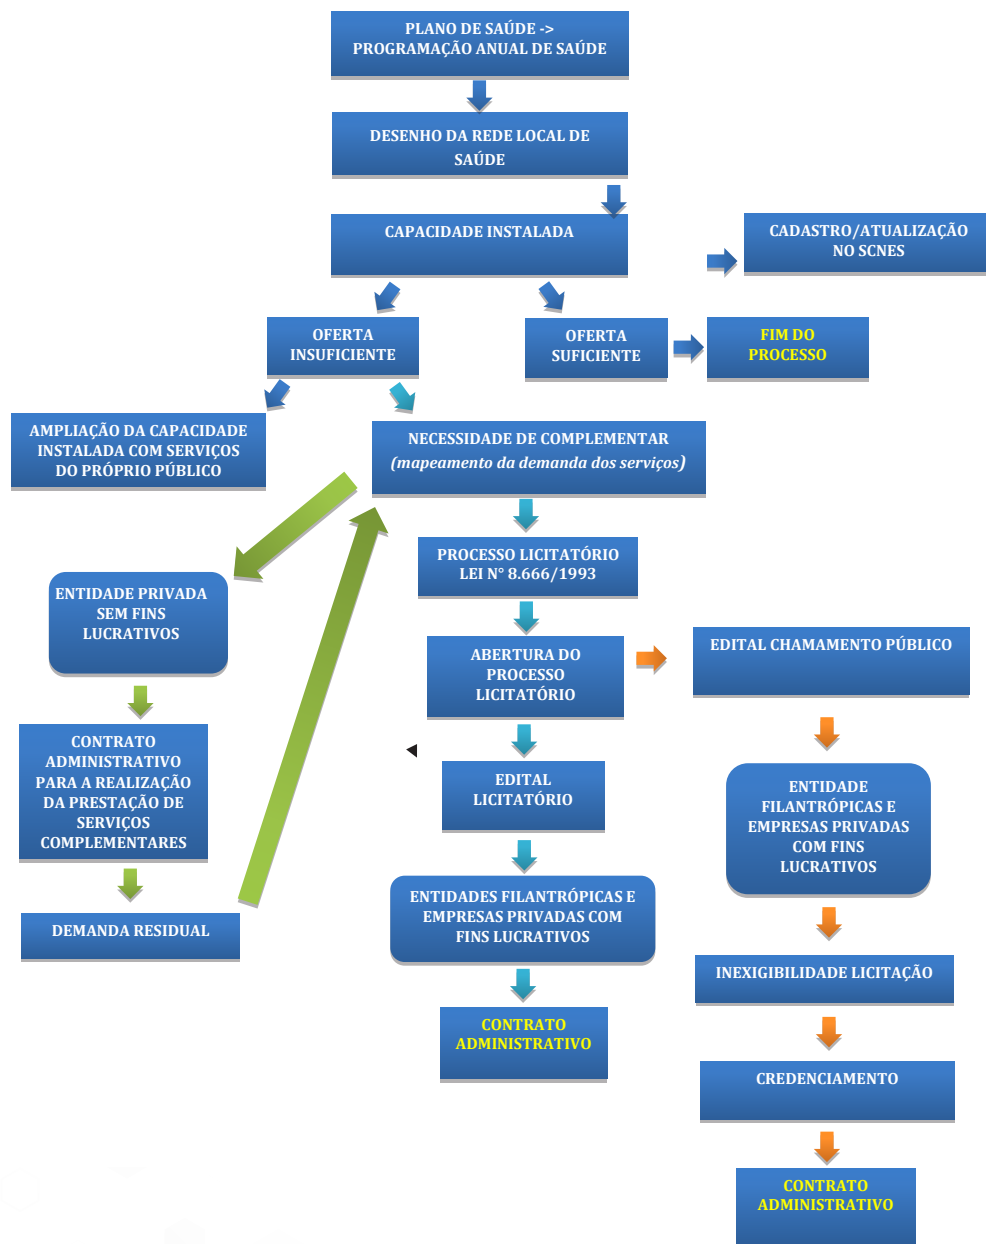 PLANO DE SAÚDE ->
PROGRAMAÇÃO ANUAL DE SAÚDE
DESENHO DA REDE LOCAL DE
SAÚDE
CAPACIDADE INSTALADA
CADASTRO/ATUALIZAÇÃO
NO SCNES
OFERTA
INSUFICIENTE
OFERTA
SUFICIENTE
FIM DO
PROCESSO
AMPLIAÇÃO DA CAPACIDADE
INSTALADA COM SERVIÇOS
DO PRÓPRIO PÚBLICO
NECESSIDADE DE COMPLEMENTAR
(mapeamento da demanda dos serviços)
PROCESSO LICITATÓRIO
LEI N° 8.666/1993
ENTIDADE PRIVADA
SEM FINS
LUCRATIVOS
ABERTURA DO
PROCESSO
LICITATÓRIO
EDITAL CHAMAMENTO PÚBLICO
CONTRATO
ADMINISTRATIVO
PARA A REALIZAÇÃO
DA PRESTAÇÃO DE
SERVIÇOS
COMPLEMENTARES
EDITAL
LICITATÓRIO
ENTIDADE
FILANTRÓPICAS E
EMPRESAS PRIVADAS
COM FINS
LUCRATIVOS
DEMANDA RESIDUAL
ENTIDADES FILANTRÓPICAS E
EMPRESAS PRIVADAS COM
FINS LUCRATIVOS
INEXIGIBILIDADE LICITAÇÃO
CONTRATO
ADMINISTRATIVO
CREDENCIAMENTO
CONTRATO
ADMINISTRATIVO